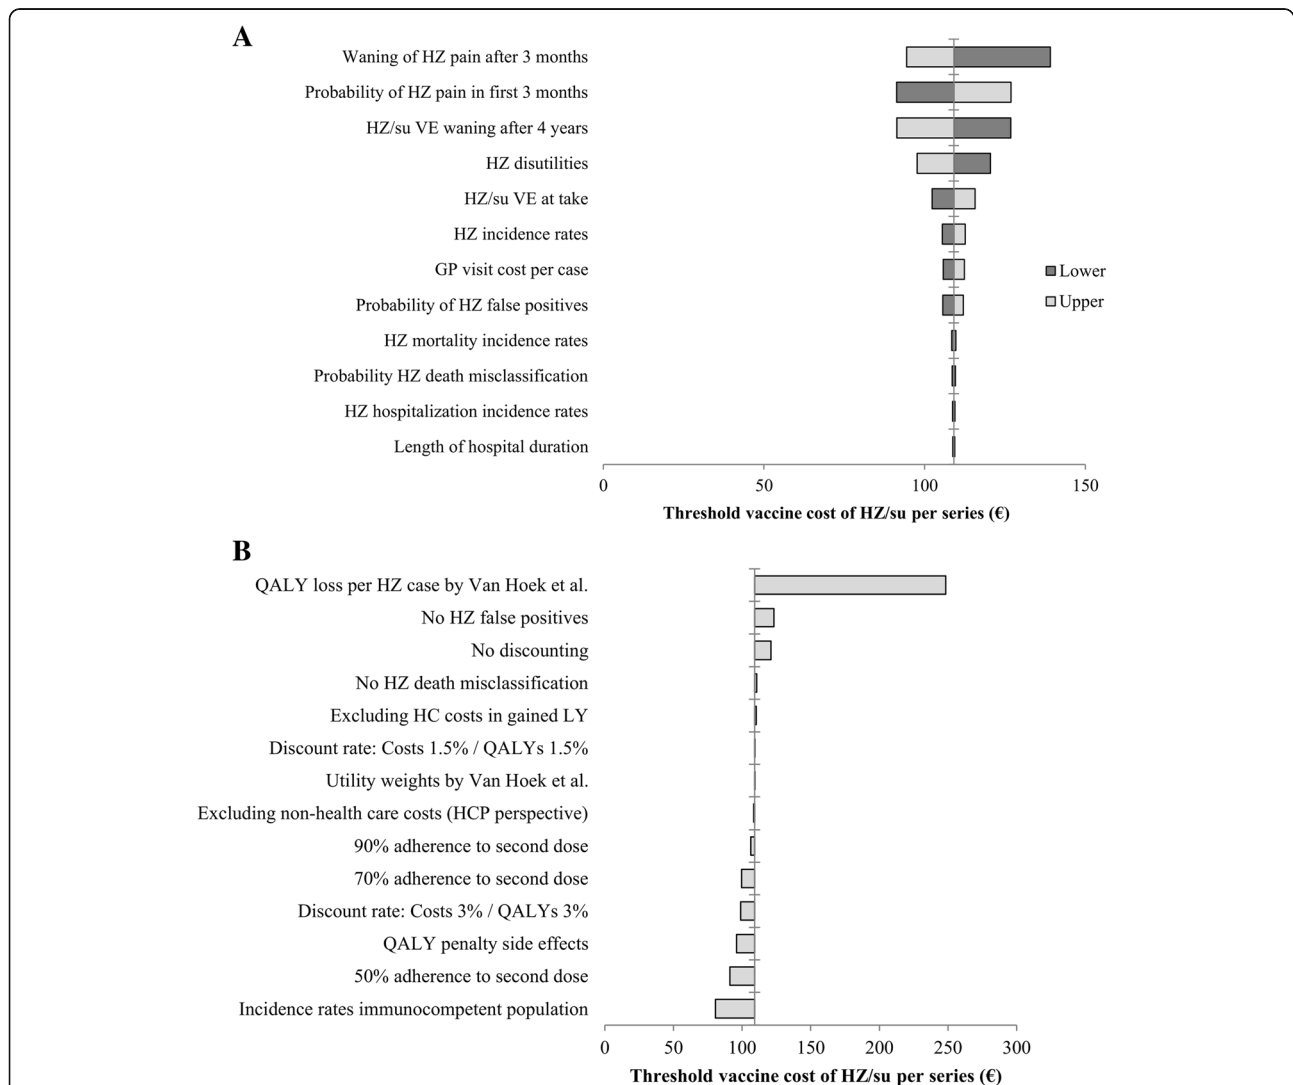 A
Waning of HZ pain after 3 months
Probability of HZ pain in first 3 months
HZ/su VE waning after 4 years
HZ disutilities
HZ/su VE at take
HZ incidence rates
GP visit cost per case
Probability of HZ false positives
HZ mortality incidence rates
Probability HZ death misclassification
HZ hospitalization incidence rates
Length of hospital duration
Lower
Upper
0 50 100 150
Threshold vaccine cost of HZ/su per series (€)
B
QALY loss per HZ case by Van Hoek et al.
No HZ false positives
No discounting
No HZ death misclassification
Excluding HC costs in gained LY
Discount rate: Costs 1.5% / QALYs 1.5%
Utility weights by Van Hoek et al.
Excluding non-health care costs (HCP perspective)
90% adherence to second dose
70% adherence to second dose
Discount rate: Costs 3% / QALYs 3%
QALY penalty side effects
50% adherence to second dose
Incidence rates immunocompetent population
0 50 100 150 200 250 300
Threshold vaccine cost of HZ/su per series (€)